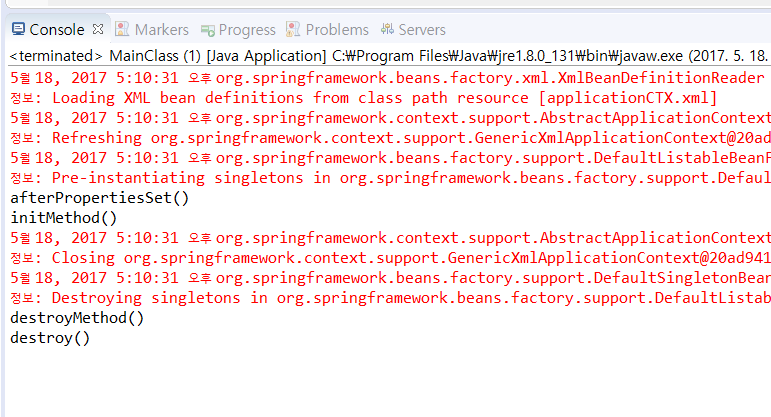 Console Markers Progress Problems Servers
<terminated> MainClass (1) [Java Application] C:₩Program Files₩Java₩jre1.8.0_131₩bin₩javaw.exe (2017. 5. 18.
5월 18, 2017 5:10:31 오후 org.springframework.beans.factory.xml.XmlBeanDefinitionReader
정보: Loading XML bean definitions from class path resource [applicationCTX.xml]
5월 18, 2017 5:10:31 오후 org.springframework.context.support.AbstractApplicationContext
정보: Refreshing org.springframework.context.support.GenericXmlApplicationContext@20ad
5월 18, 2017 5:10:31 오후 org.springframework.beans.factory.support.DefaultListableBeanF
정보: Pre-instantiating singletons in org.springframework.beans.factory.support.Defaul
afterPropertiesSet()
initMethod()
5월 18, 2017 5:10:31 오후 org.springframework.context.support.AbstractApplicationContext
정보: Closing org.springframework.context.support.GenericXmlApplicationContext@20ad941
5월 18, 2017 5:10:31 오후 org.springframework.beans.factory.support.DefaultSingletonBean
정보: Destroying singletons in org.springframework.beans.factory.support.DefaultListab
destroyMethod()
destroy()